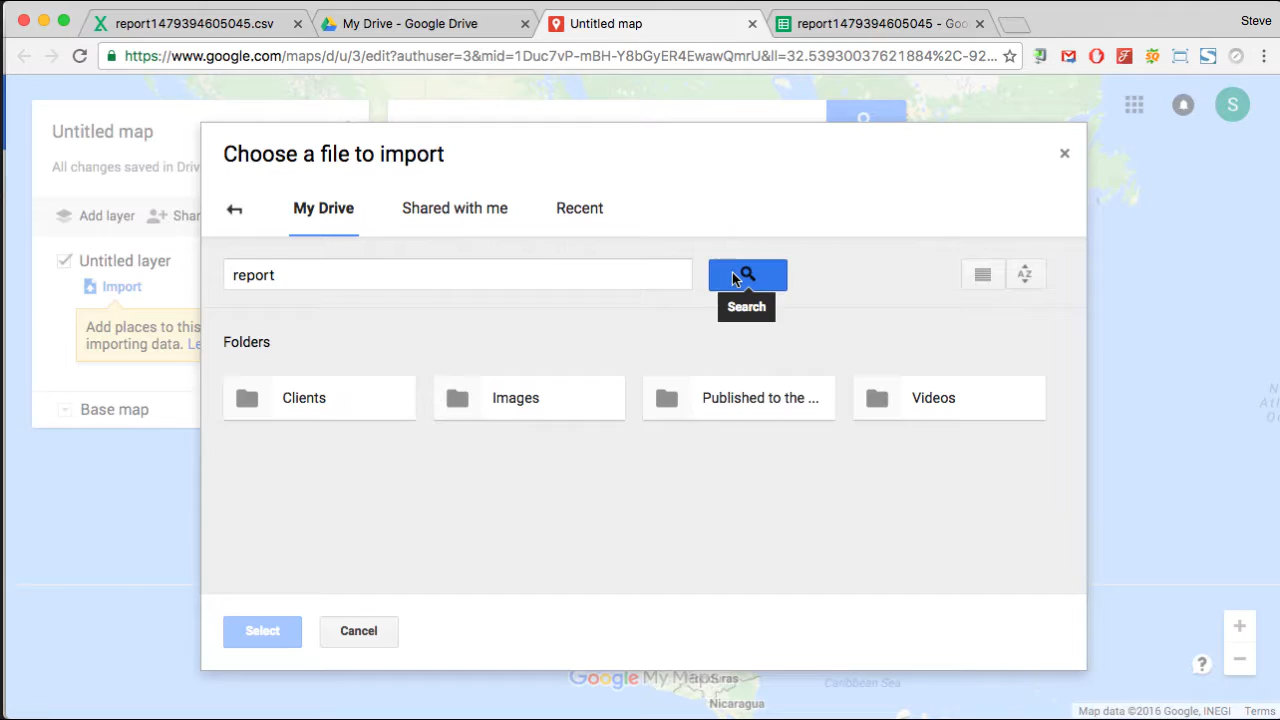 report1479394605045.csv
My Drive - Google Drive
Untitled map
report1479394605045 - Goo
Steve
https://www.google.com/maps/d/u/3/edit?authuser=3&mid=1Duc7vP-mBH-Y8bGyER4EwawQmrU&ll=32.53930037621884%2C-92...
Untitled map
S
All changes saved in Driv
Choose a file to import
My Drive
Shared with me
Recent
Add layer
Shar
report
AZ
Untitled layer
Import
Search
Add places to this
importing data. Le
Folders
Clients
Images
Published to the ...
Videos
Base map
Select
Cancel
Google My Maps
Caribbean Sea
Nicaragua
Map data ©2016 Google, INEGI
Terms